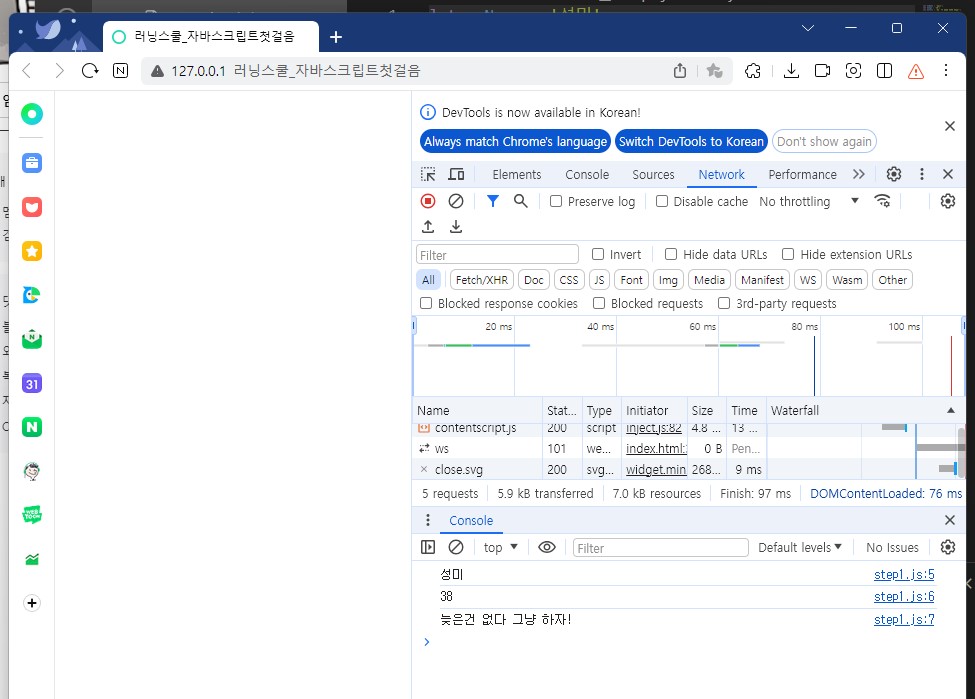 러닝스쿨_자바스크립트첫걸음
N 127.0.0.1 러닝스쿨_자바스크립트첫걸음
DevTools is now available in Korean!
Always match Chrome's language Switch DevTools to Korean Don't show again
Elements Console Sources Network Performance
Preserve log Disable cache No throttling
Filter Invert Hide data URLs Hide extension URLs
All Fetch/XHR Doc CSS JS Font Img Media Manifest WS Wasm Other
Blocked response cookies Blocked requests 3rd-party requests
20 ms 40 ms 60 ms 80 ms 100 ms
Name Stat... Type Initiator Size Time Waterfall
contentscript.js 200 script inject.js:82 4.8 ... 13 ...
ws 101 we... index.html: 0 B Pen...
close.svg 200 svg... widget.min 268... 9 ms
5 requests 5.9 kB transferred 7.0 kB resources Finish: 97 ms DOMContentLoaded: 76 ms
Console
top Filter Default levels No Issues
성미 step1.js:5
38 step1.js:6
늦은건 없다 그냥 하자! step1.js:7
31
N
WEB TOON